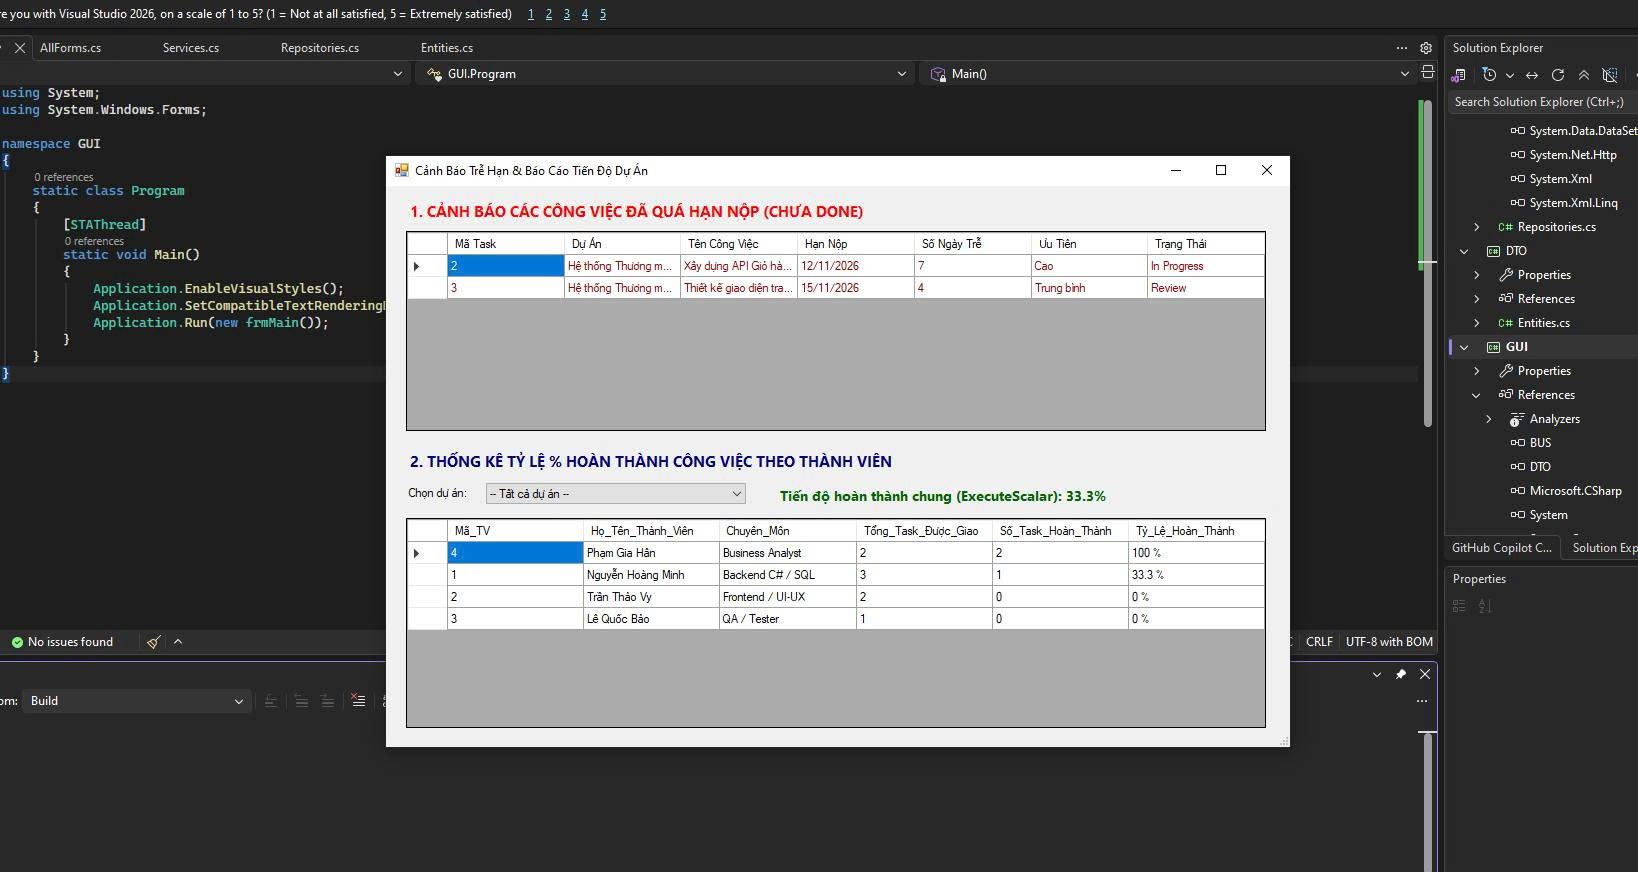 re you with Visual Studio 2026, on a scale of 1 to 5? (1 = Not at all satisfied, 5 = Extremely satisfied) 1 2 3 4 5
AllForms.cs Services.cs Repositories.cs Entities.cs
GUI.Program Main()
using System;
using System.Windows.Forms;
namespace GUI
{
0 references
static class Program
{
[STAThread]
0 references
static void Main()
{
Application.EnableVisualStyles();
Application.SetCompatibleTextRendering
Application.Run(new frmMain());
}
}
}
No issues found
CRLF UTF-8 with BOM
om: Build
Cảnh Báo Trễ Hạn & Báo Cáo Tiến Độ Dự Án
1. CẢNH BÁO CÁC CÔNG VIỆC ĐÃ QUÁ HẠN NỘP (CHƯA DONE)
Mã Task Dự Án Tên Công Việc Hạn Nộp Số Ngày Trễ Ưu Tiên Trạng Thái
2 Hệ thống Thương m... Xây dựng API Giỏ hà... 12/11/2026 7 Cao In Progress
3 Hệ thống Thương m... Thiết kế giao diện tra... 15/11/2026 4 Trung bình Review
2. THỐNG KÊ TỶ LỆ % HOÀN THÀNH CÔNG VIỆC THEO THÀNH VIÊN
Chọn dự án: -- Tất cả dự án -- Tiến độ hoàn thành chung (ExecuteScalar): 33.3%
Mã_TV Họ_Tên_Thành_Viên Chuyên_Môn Tổng_Task_Được_Giao Số_Task_Hoàn_Thành Tỷ_Lệ_Hoàn_Thành
4 Phạm Gia Hân Business Analyst 2 2 100 %
1 Nguyễn Hoàng Minh Backend C# / SQL 3 1 33.3 %
2 Trần Thảo Vy Frontend / UI-UX 2 0 0 %
3 Lê Quốc Bảo QA / Tester 1 0 0 %
Solution Explorer
Search Solution Explorer (Ctrl+;)
System.Data.DataSet
System.Net.Http
System.Xml
System.Xml.Linq
C# Repositories.cs
C# DTO
Properties
References
C# Entities.cs
C# GUI
Properties
References
Analyzers
BUS
DTO
Microsoft.CSharp
System
GitHub Copilot C... Solution Exp
Properties